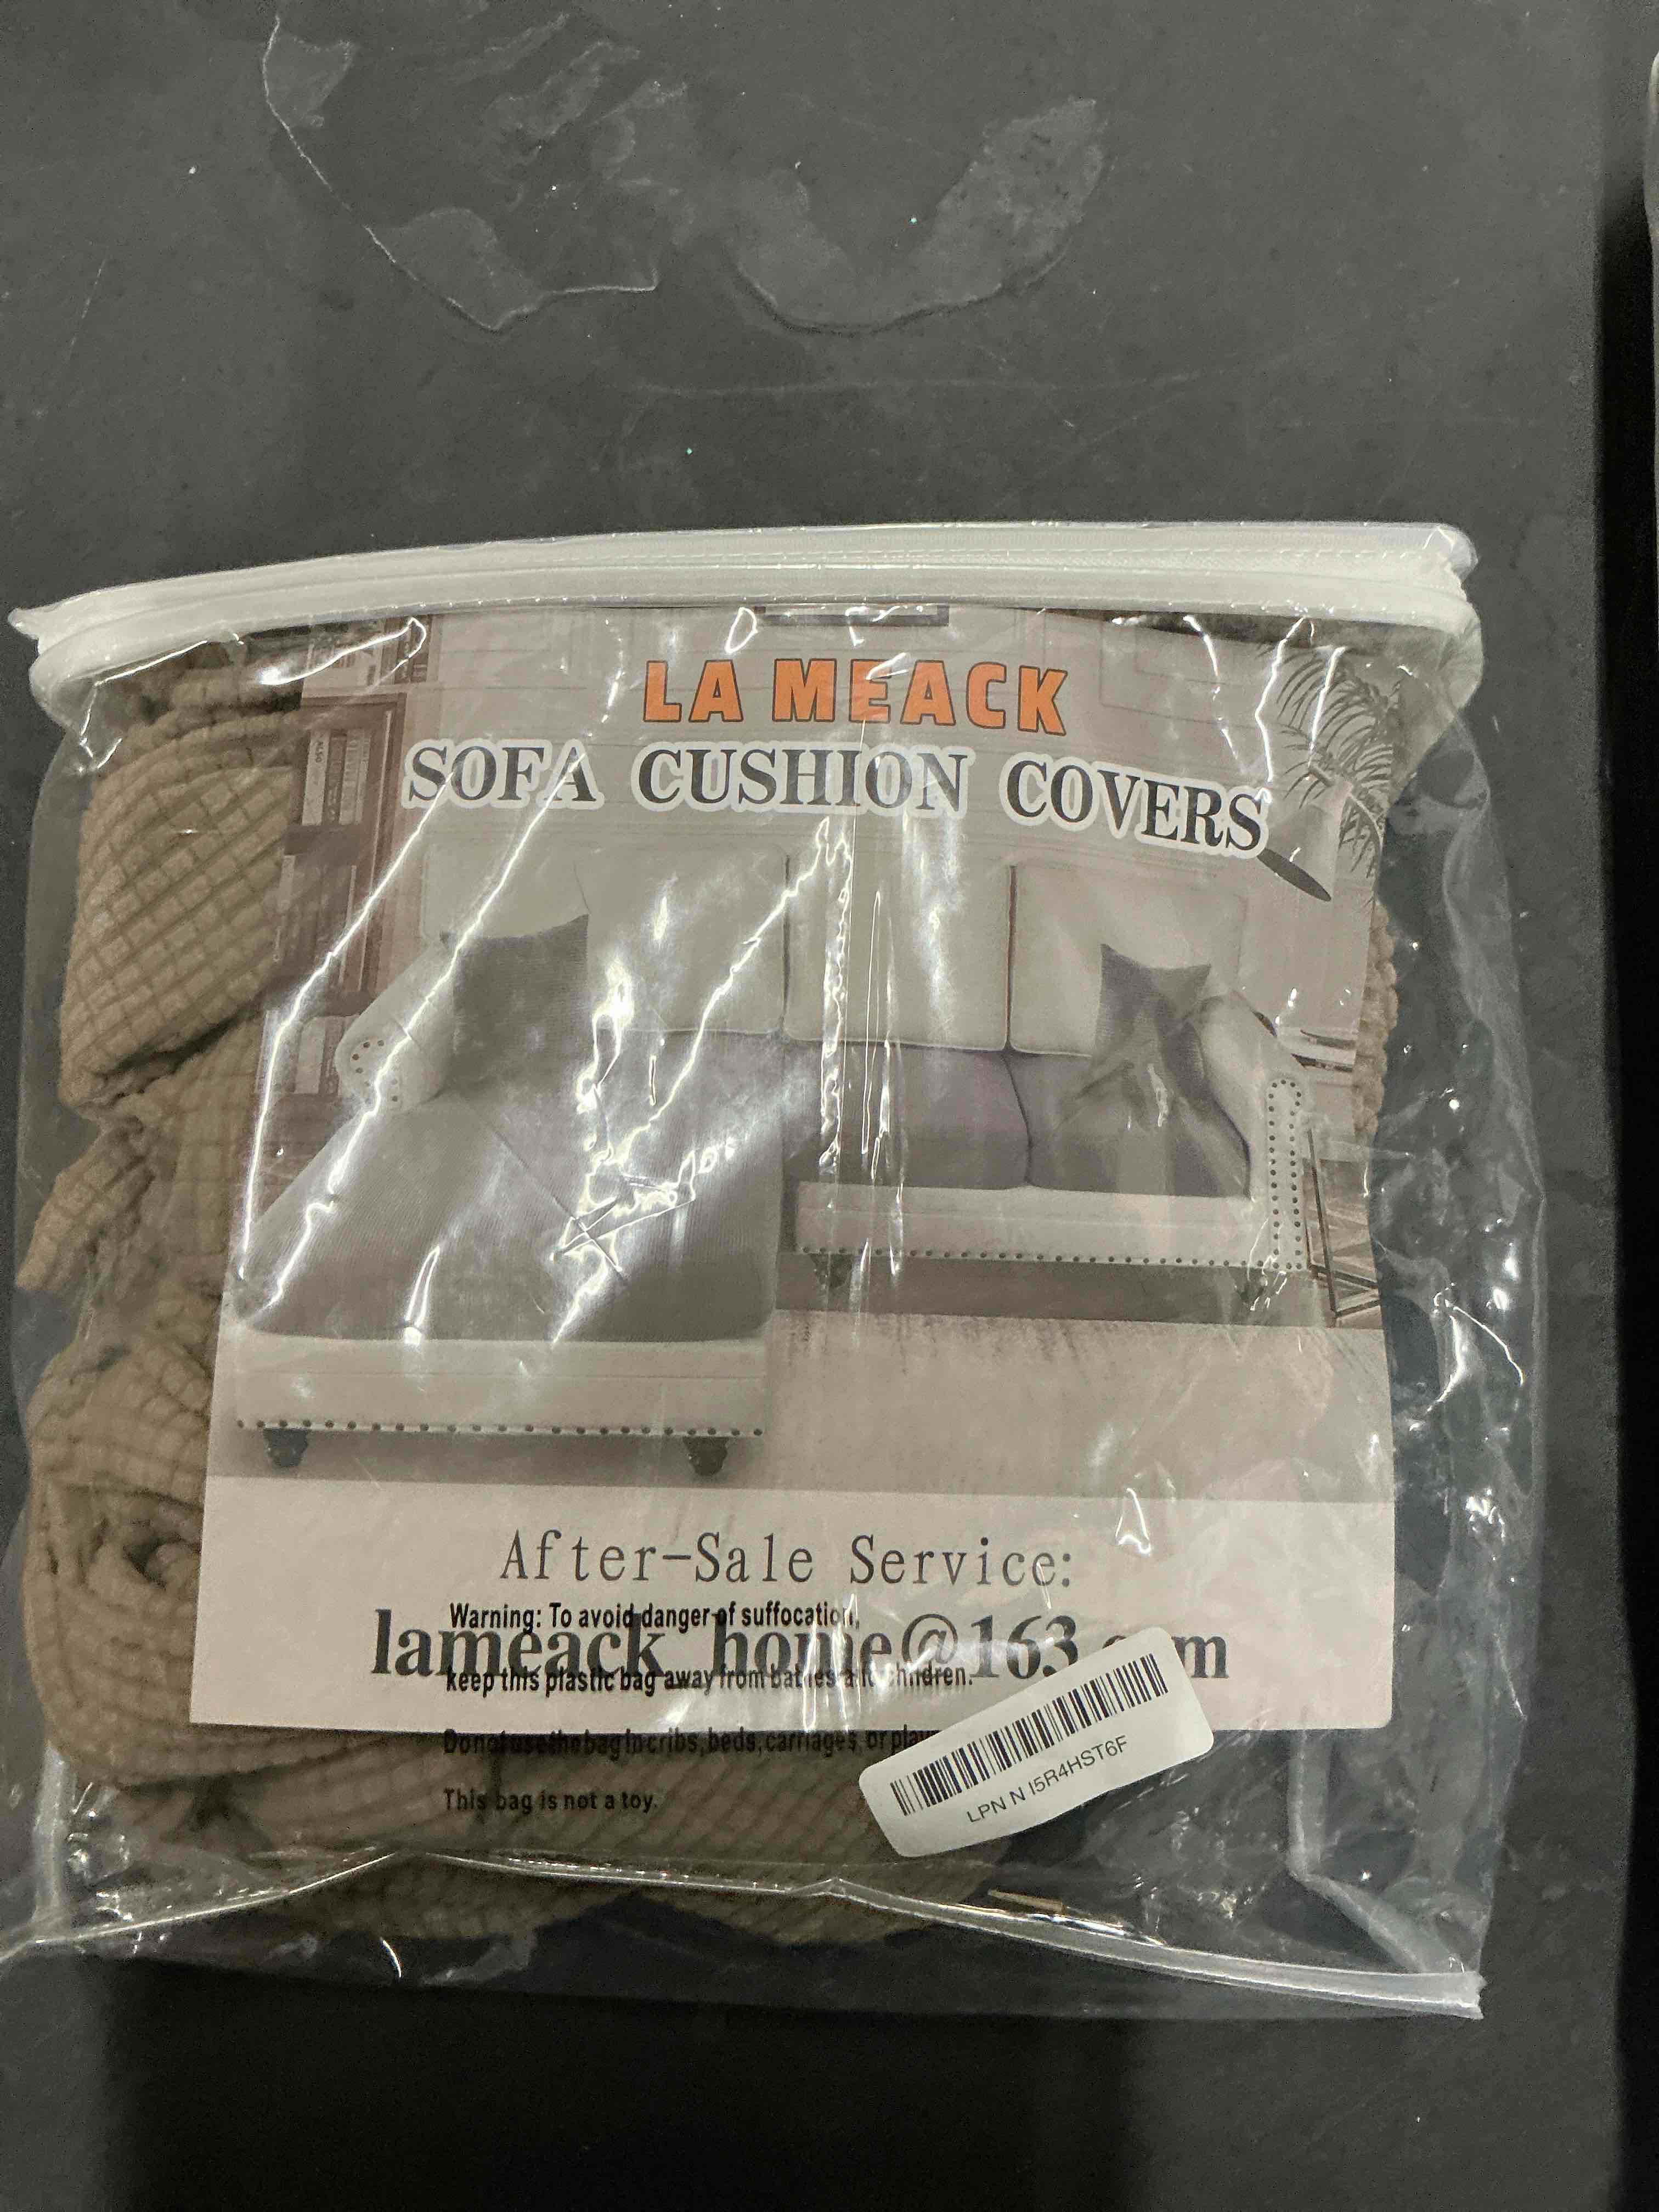 LA MEACK
SOFA CUSHION COVERS
After-Sale Service:
Warning: To avoid danger of suffocation,
lameack_home@163.com
keep this plastic bag away from babies and children.
Do not use the bag in cribs, beds, carriages, or
This bag is not a toy.
LPN N I5R4HST6F